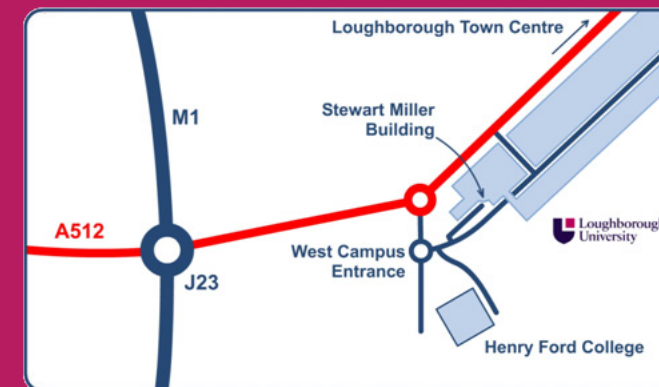 Loughborough Town Centre
M1
Stewart Miller
Building
A512
J23
West Campus
Entrance
Loughborough
University
Henry Ford College